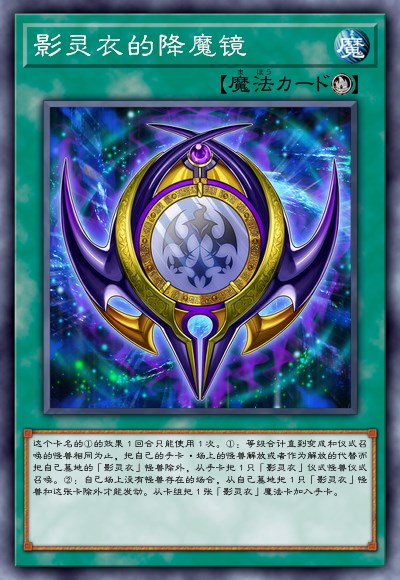 影灵衣的降魔镜
魔
【魔法カード】
まほう
这个卡名的①的效果1回合只能使用1次。①：等级合计直到变成和仪式召
唤的怪兽相同为止，把自己的手卡·场上的怪兽解放或者作为解放的代替而
把自己墓地的「影灵衣」怪兽除外，从手卡把1只「影灵衣」仪式怪兽仪式
召唤。②：自己场上没有怪兽存在的场合，从自己墓地把1只「影灵衣」怪
兽和这张卡除外才能发动。从卡组把1张「影灵衣」魔法卡加入手卡。